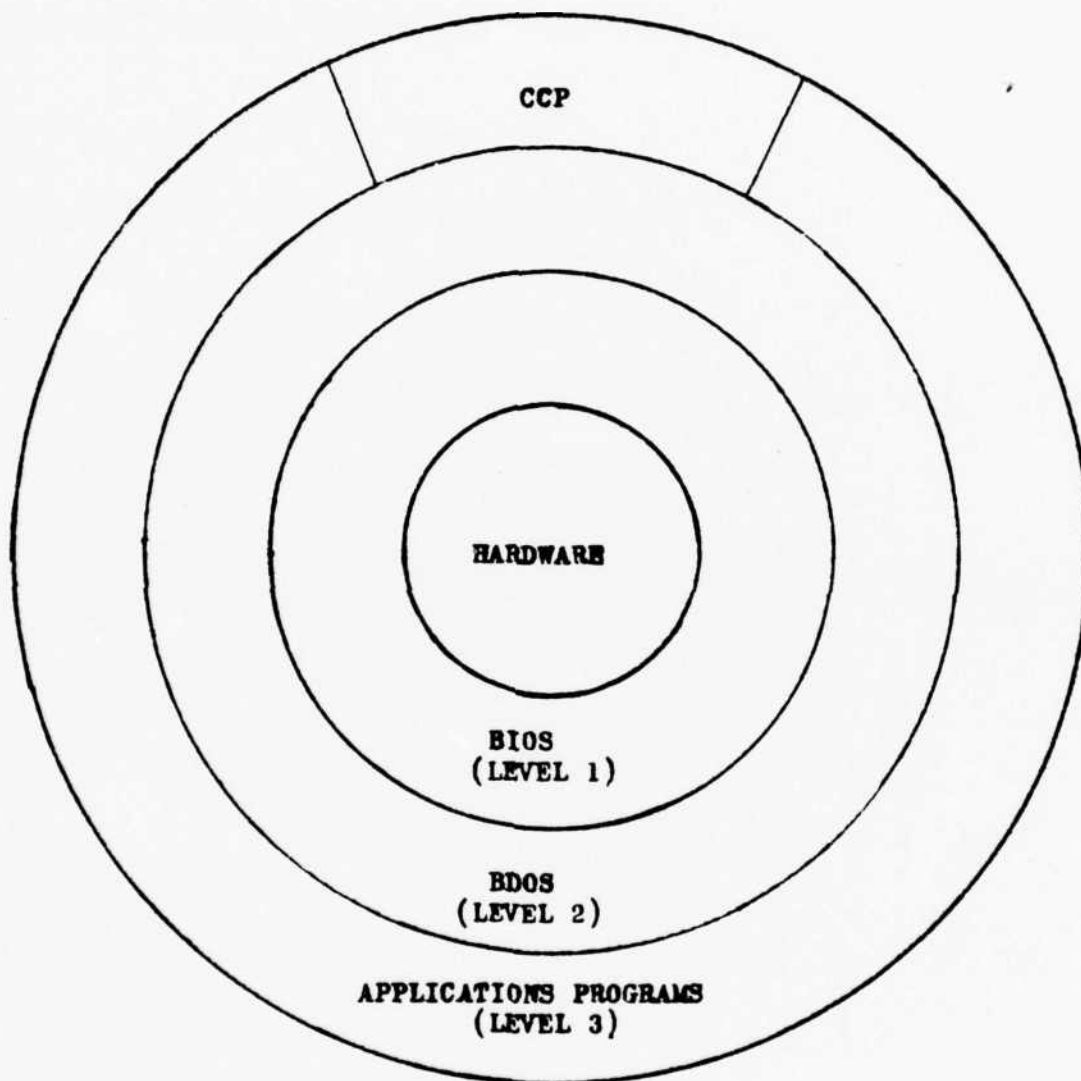 CCP
HARDWARE
BIOS
(LEVEL 1)
BDOS
(LEVEL 2)
APPLICATIONS PROGRAMS
(LEVEL 3)